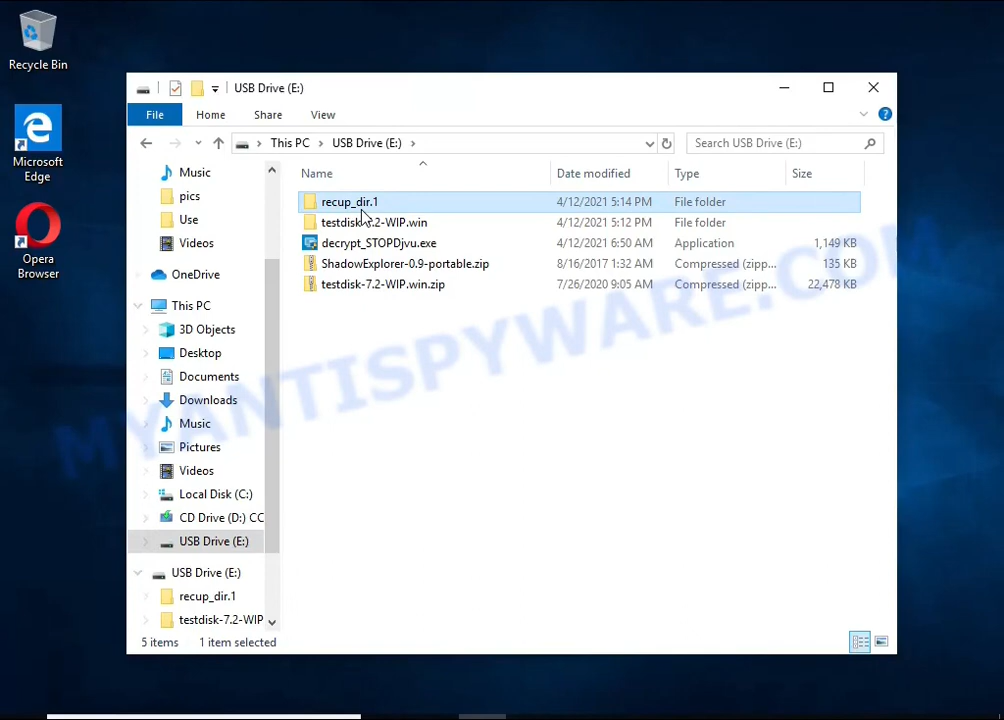 Recycle Bin
Microsoft
Edge
Opera
Browser
USB Drive (E:)
File Home Share View
This PC > USB Drive (E:) >
Search USB Drive (E:)
Name Date modified Type Size
recup_dir.1 4/12/2021 5:14 PM File folder
testdisk-7.2-WIP.win 4/12/2021 5:12 PM File folder
decrypt_STOPDjvu.exe 4/12/2021 6:50 AM Application 1,149 KB
ShadowExplorer-0.9-portable.zip 8/16/2017 1:32 AM Compressed (zipp... 135 KB
testdisk-7.2-WIP.win.zip 7/26/2020 9:05 AM Compressed (zipp... 22,478 KB
Music
pics
Use
Videos
OneDrive
This PC
3D Objects
Desktop
Documents
Downloads
Music
Pictures
Videos
Local Disk (C:)
CD Drive (D:) CC
USB Drive (E:)
USB Drive (E:)
recup_dir.1
testdisk-7.2-WIP
5 items 1 item selected
MYANTISPYWARE.COM